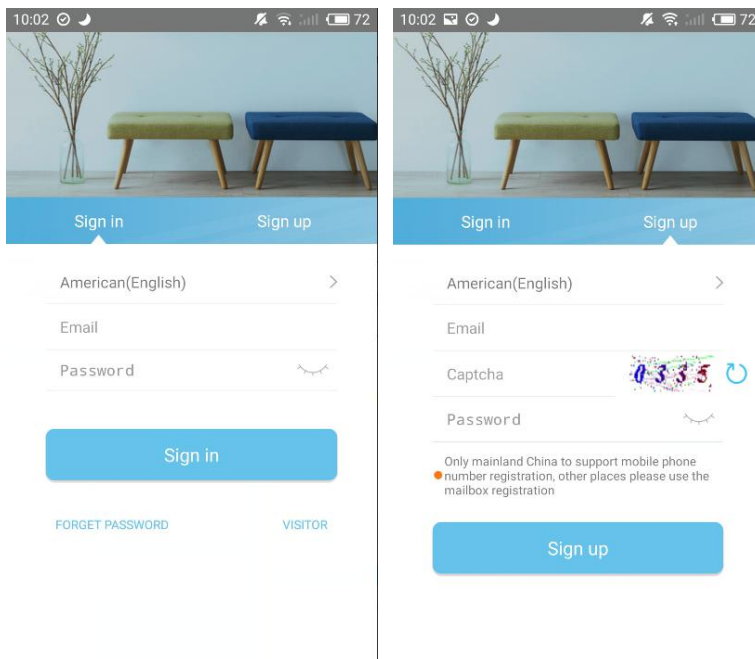 10:02
72
Sign in
Sign up
American(English)
Email
Password
Sign in
FORGET PASSWORD
VISITOR
10:02
72
Sign in
Sign up
American(English)
Email
Captcha
0335
Password
Only mainland China to support mobile phone
number registration, other places please use the
mailbox registration
Sign up